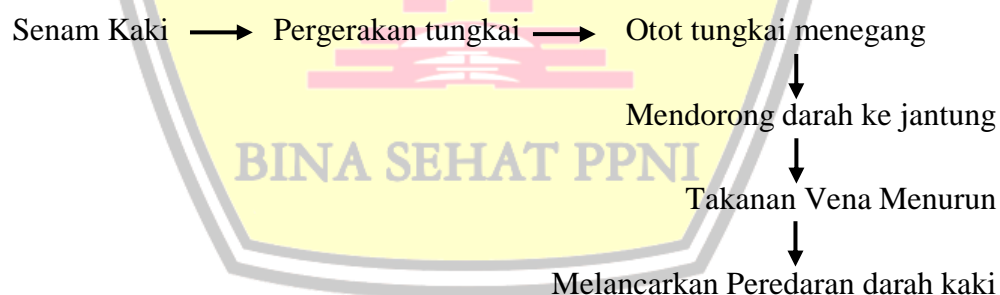 Senam Kaki Pergerakan tungkai Otot tungkai menegang
Mendorong darah ke jantung
BINA SEHAT PPNI
Takanan Vena Menurun
Melancarkan Peredaran darah kaki